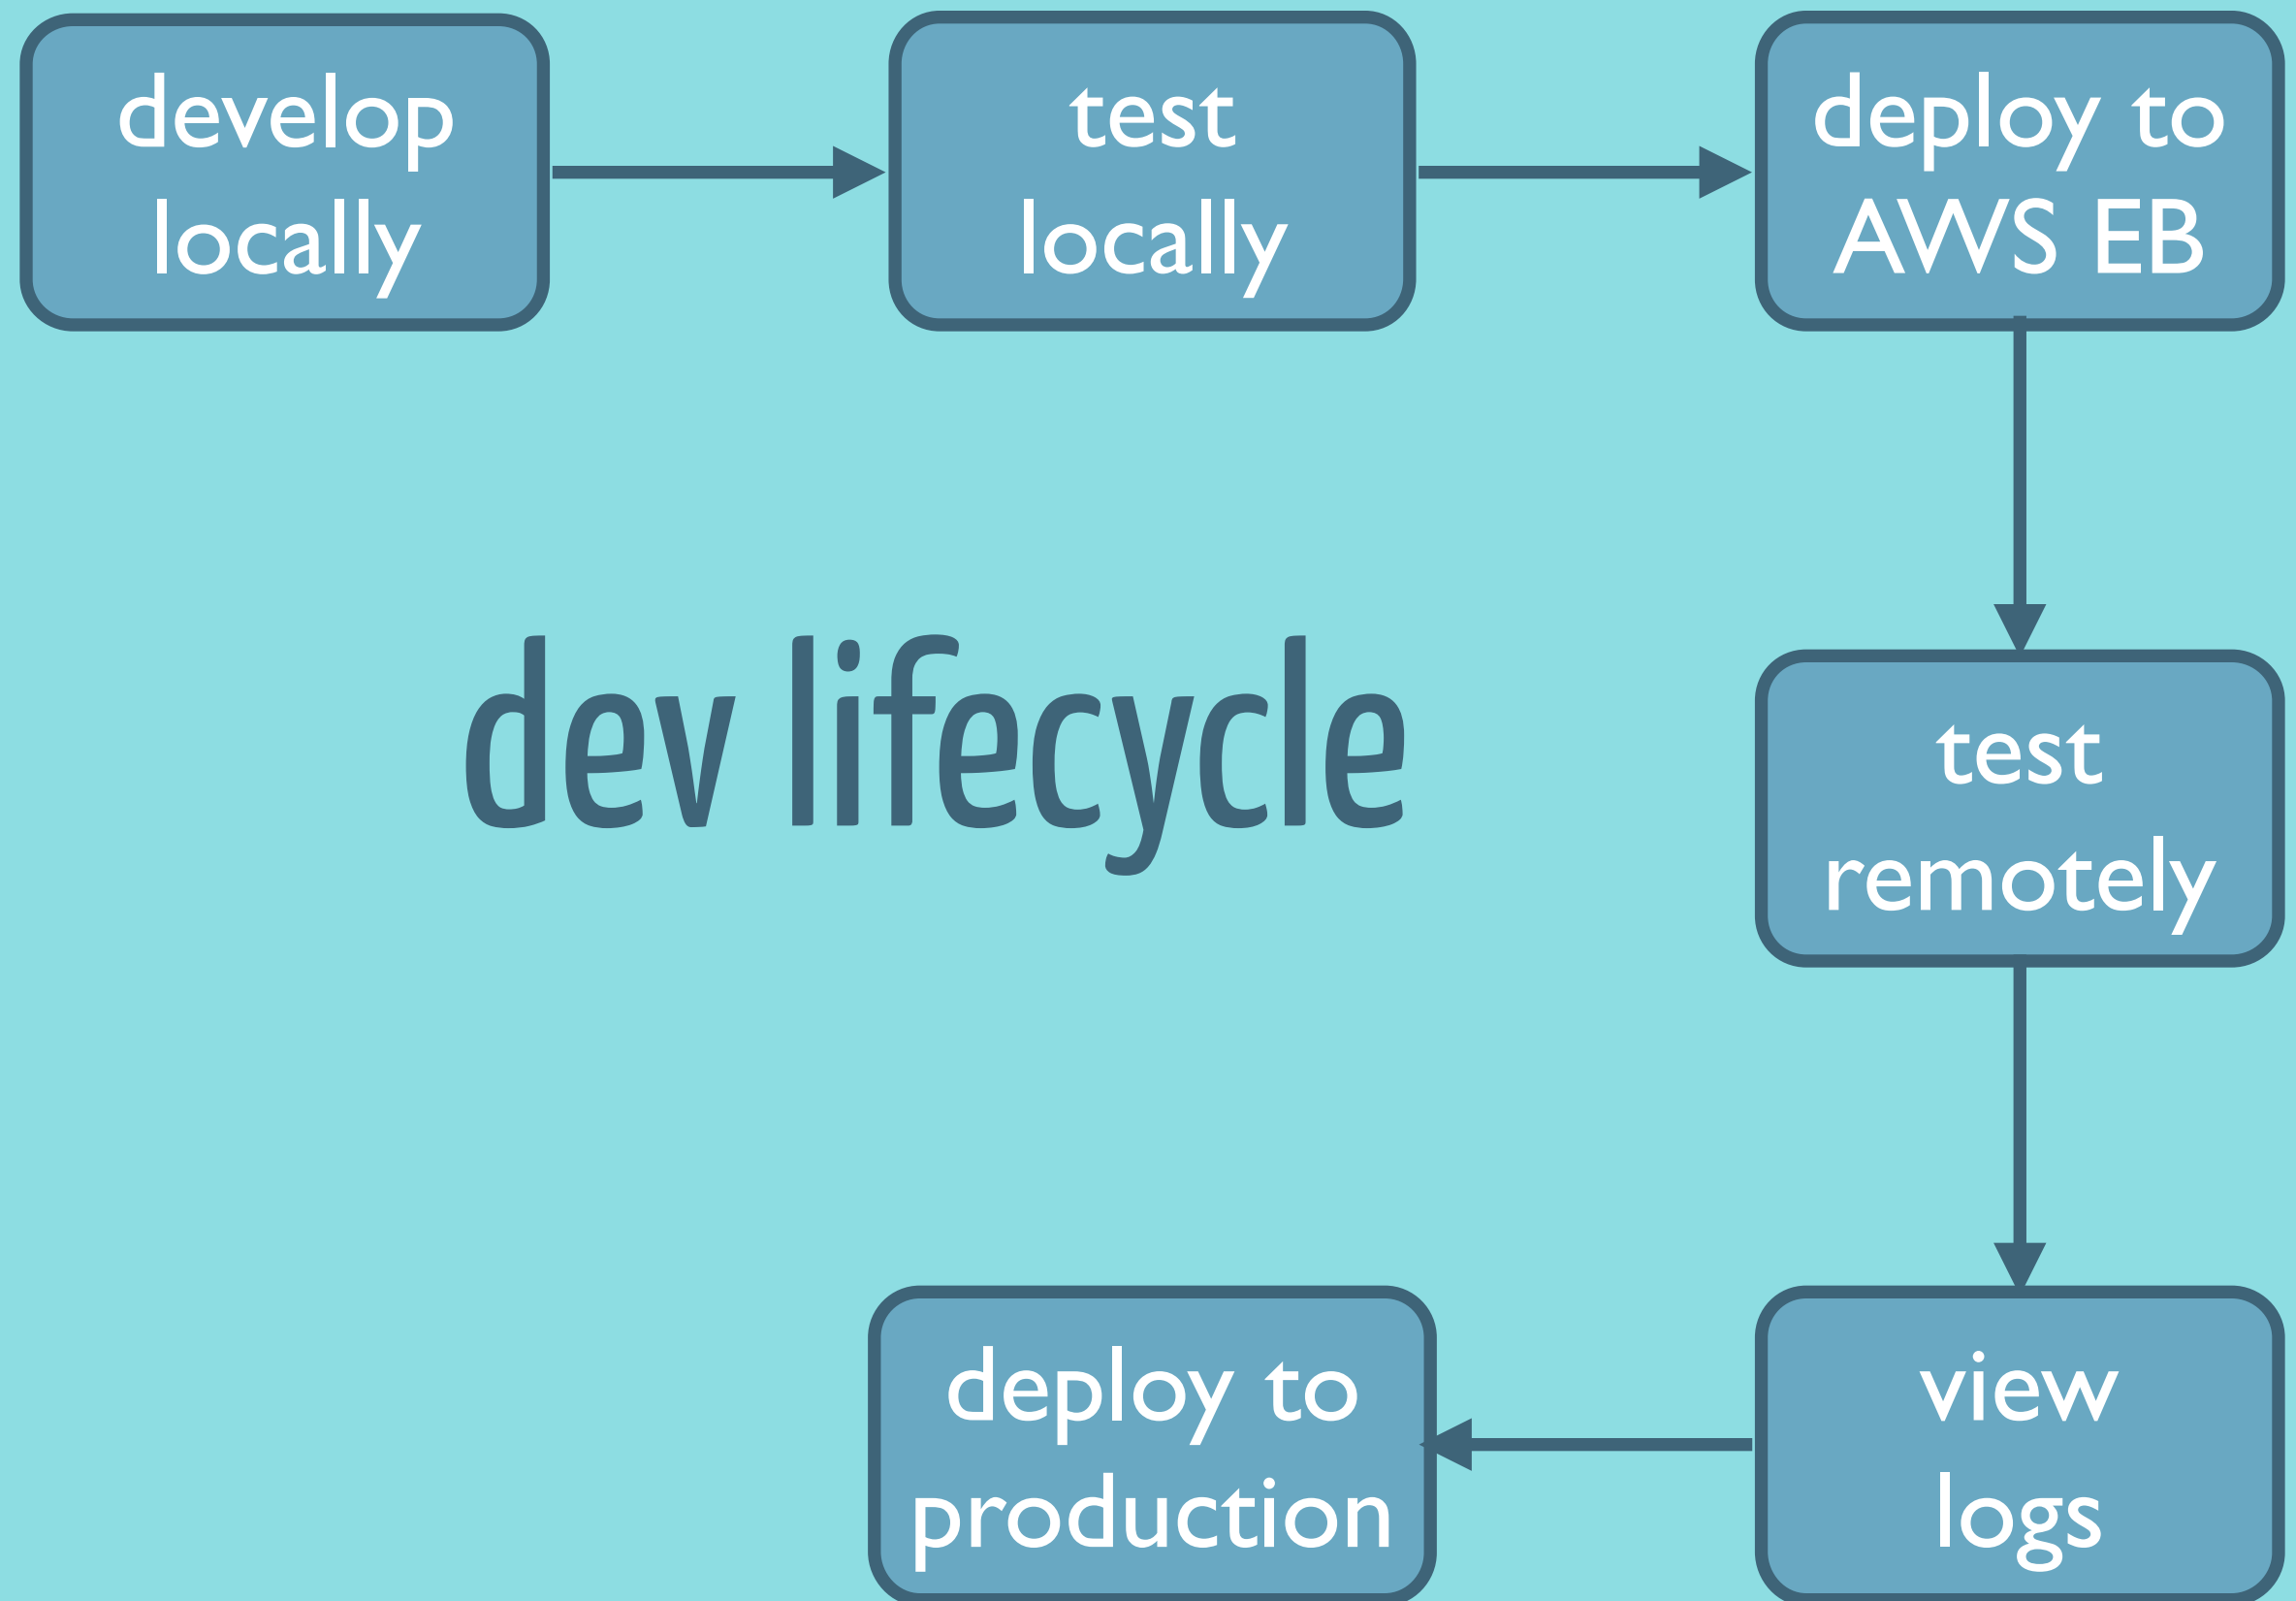 develop
locally
test
locally
deploy to
AWS EB
dev lifecycle
test
remotely
view
logs
deploy to
production